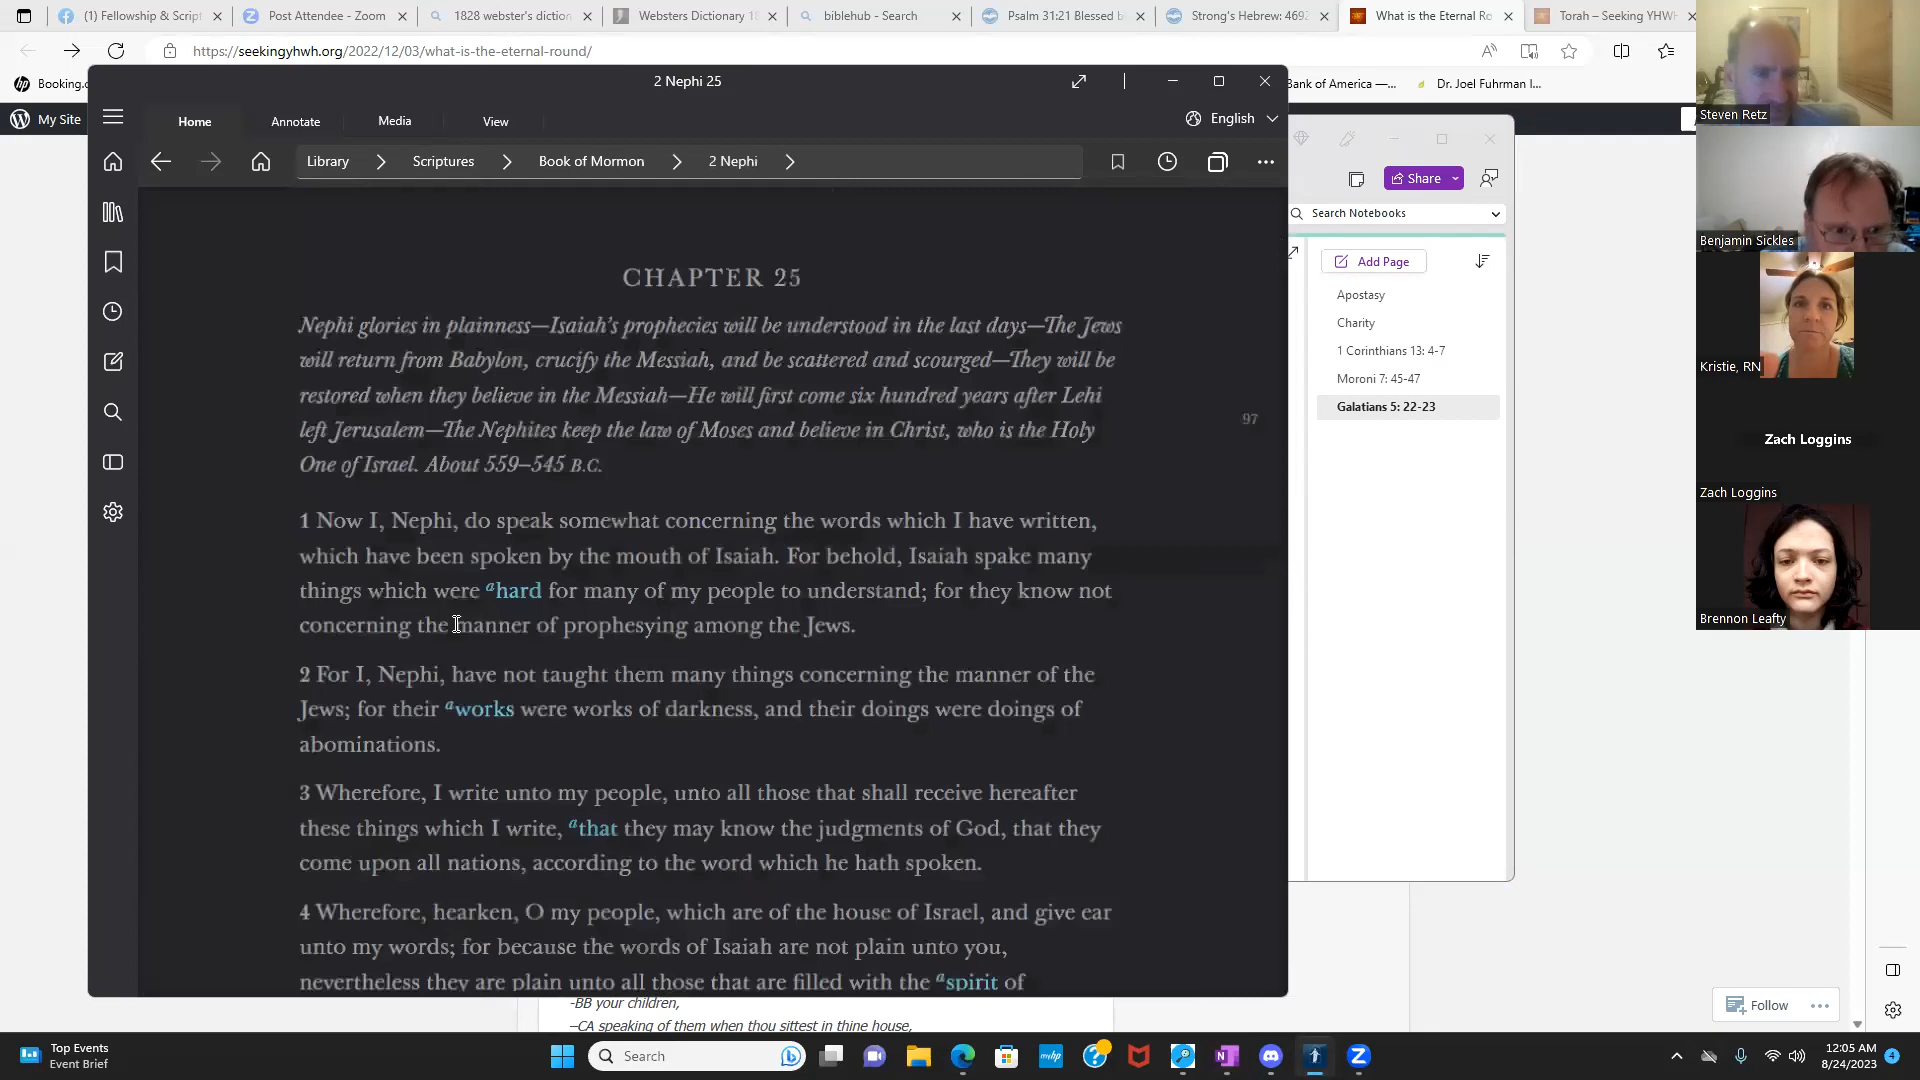 (1) Fellowship & Script
Post Attendee - Zoom
1828 webster's diction
Websters Dictionary 18
biblehub - Search
Psalm 31:21 Blessed b
Strong's Hebrew: 4692
What is the Eternal Ro
Torah – Seeking YHWH
https://seekingyhwh.org/2022/12/03/what-is-the-eternal-round/
Booking.c
Bank of America —...
Dr. Joel Fuhrman I...
My Site
2 Nephi 25
Home
Annotate
Media
View
English
Library
Scriptures
Book of Mormon
2 Nephi
CHAPTER 25
Nephi glories in plainness—Isaiah's prophecies will be understood in the last days—The Jews
will return from Babylon, crucify the Messiah, and be scattered and scourged—They will be
restored when they believe in the Messiah—He will first come six hundred years after Lehi
left Jerusalem—The Nephites keep the law of Moses and believe in Christ, who is the Holy
One of Israel. About 559–545 B.C.
97
1 Now I, Nephi, do speak somewhat concerning the words which I have written,
which have been spoken by the mouth of Isaiah. For behold, Isaiah spake many
things which were a hard for many of my people to understand; for they know not
concerning the manner of prophesying among the Jews.
2 For I, Nephi, have not taught them many things concerning the manner of the
Jews; for their a works were works of darkness, and their doings were doings of
abominations.
3 Wherefore, I write unto my people, unto all those that shall receive hereafter
these things which I write, a that they may know the judgments of God, that they
come upon all nations, according to the word which he hath spoken.
4 Wherefore, hearken, O my people, which are of the house of Israel, and give ear
unto my words; for because the words of Isaiah are not plain unto you,
nevertheless they are plain unto all those that are filled with the a spirit of
Share
Search Notebooks
Add Page
Apostasy
Charity
1 Corinthians 13: 4-7
Moroni 7: 45-47
Galatians 5: 22-23
-BB your children,
–CA speaking of them when thou sittest in thine house,
Follow
Steven Retz
Benjamin Sickles
Kristie, RN
Zach Loggins
Zach Loggins
Brennon Leafty
Top Events
Event Brief
Search
12:05 AM
8/24/2023
4